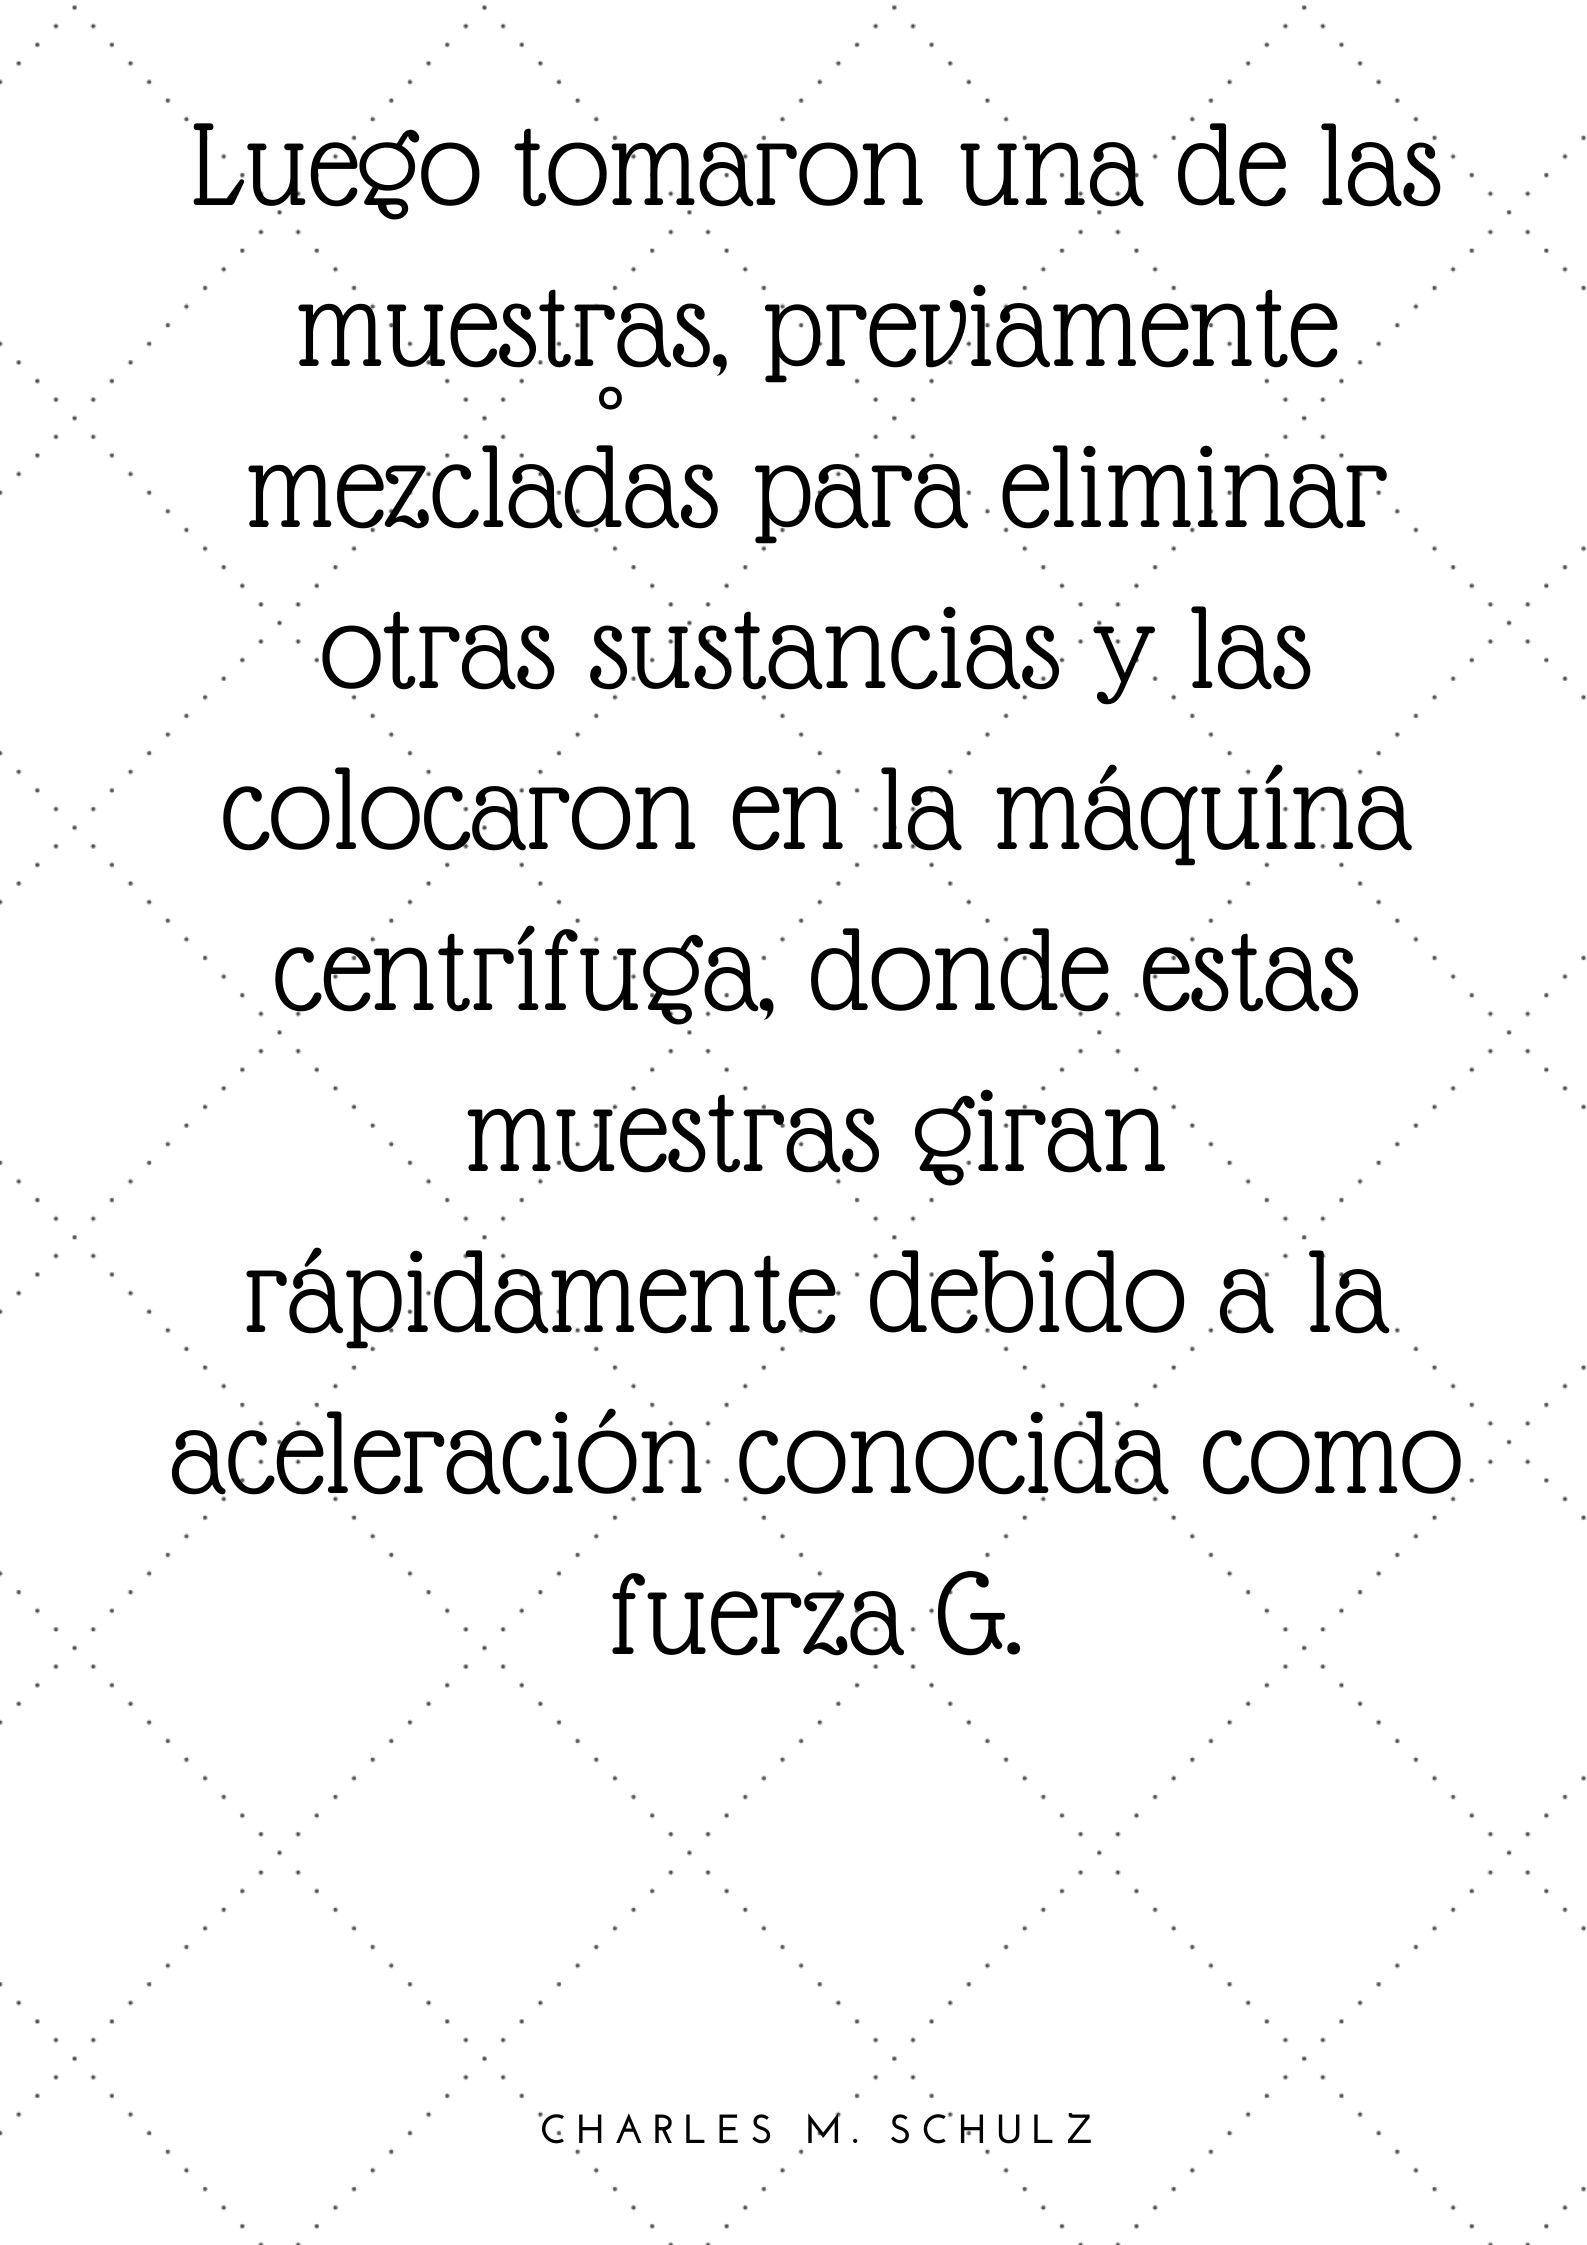 Luego tomaron una de las
muestras, previamente
mezcladas para eliminar
otras sustancias y las
colocaron en la máquína
centrífuga, donde estas
muestras giran
rápidamente debido a la
aceleración conocida como
fuerza G.
CHARLES M. SCHULZ